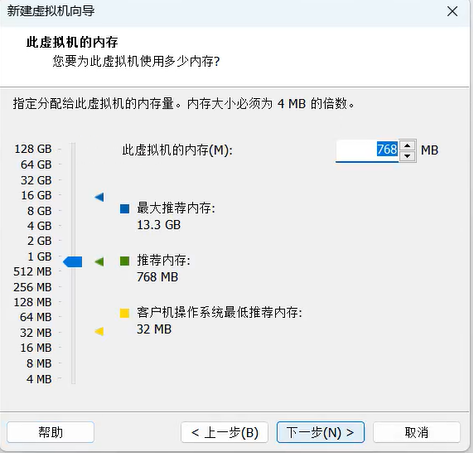 新建虚拟机向导
此虚拟机的内存
您要为此虚拟机使用多少内存?
指定分配给此虚拟机的内存量。内存大小必须为 4 MB 的倍数。
128 GB
此虚拟机的内存(M):
768
MB
64 GB
32 GB
16 GB
8 GB
4 GB
2 GB
1 GB
512 MB
256 MB
128 MB
64 MB
32 MB
16 MB
8 MB
4 MB
最大推荐内存:
13.3 GB
推荐内存:
768 MB
客户机操作系统最低推荐内存:
32 MB
帮助
< 上一步(B)
下一步(N) >
取消